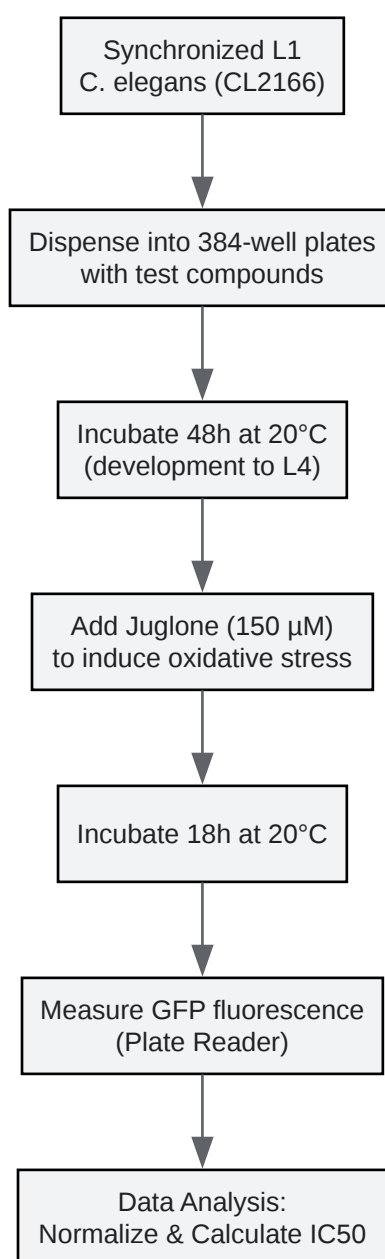 Synchronized L1
C. elegans (CL2166)
Dispense into 384-well plates
with test compounds
Incubate 48h at 20°C
(development to L4)
Add Juglone (150 µM)
to induce oxidative stress
Incubate 18h at 20°C
Measure GFP fluorescence
(Plate Reader)
Data Analysis:
Normalize & Calculate IC50